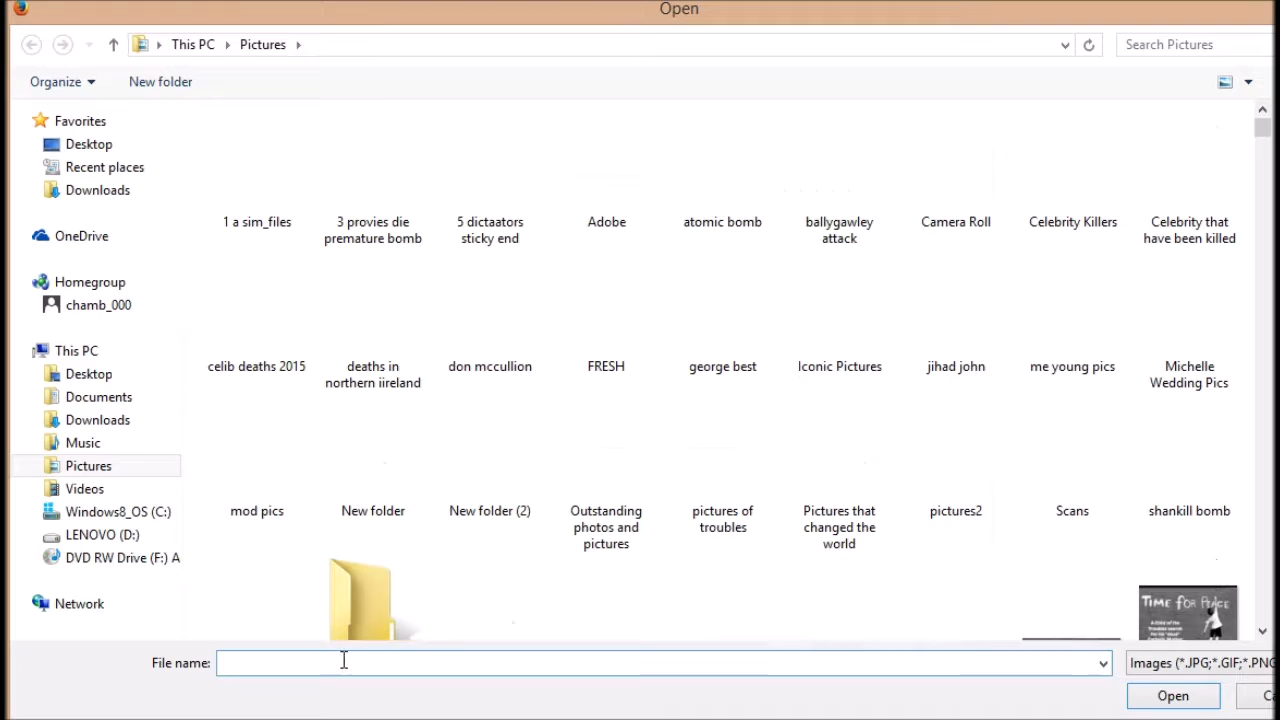 Open
This PC
Pictures
Search Pictures
Organize
New folder
Favorites
Desktop
Recent places
Downloads
OneDrive
Homegroup
chamb_000
This PC
Desktop
Documents
Downloads
Music
Pictures
Videos
Windows8_OS (C:)
LENOVO (D:)
DVD RW Drive (F:) A
Network
1 a sim_files
3 provies die
premature bomb
5 dictaators
sticky end
Adobe
atomic bomb
ballygawley
attack
Camera Roll
Celebrity Killers
Celebrity that
have been killed
celib deaths 2015
deaths in
northern iireland
don mccullion
FRESH
george best
Iconic Pictures
jihad john
me young pics
Michelle
Wedding Pics
mod pics
New folder
New folder (2)
Outstanding
photos and
pictures
pictures of
troubles
Pictures that
changed the
world
pictures2
Scans
shankill bomb
TIME FOR PEACE
File name:
Images (*.JPG;*.GIF;*.PNG
Open